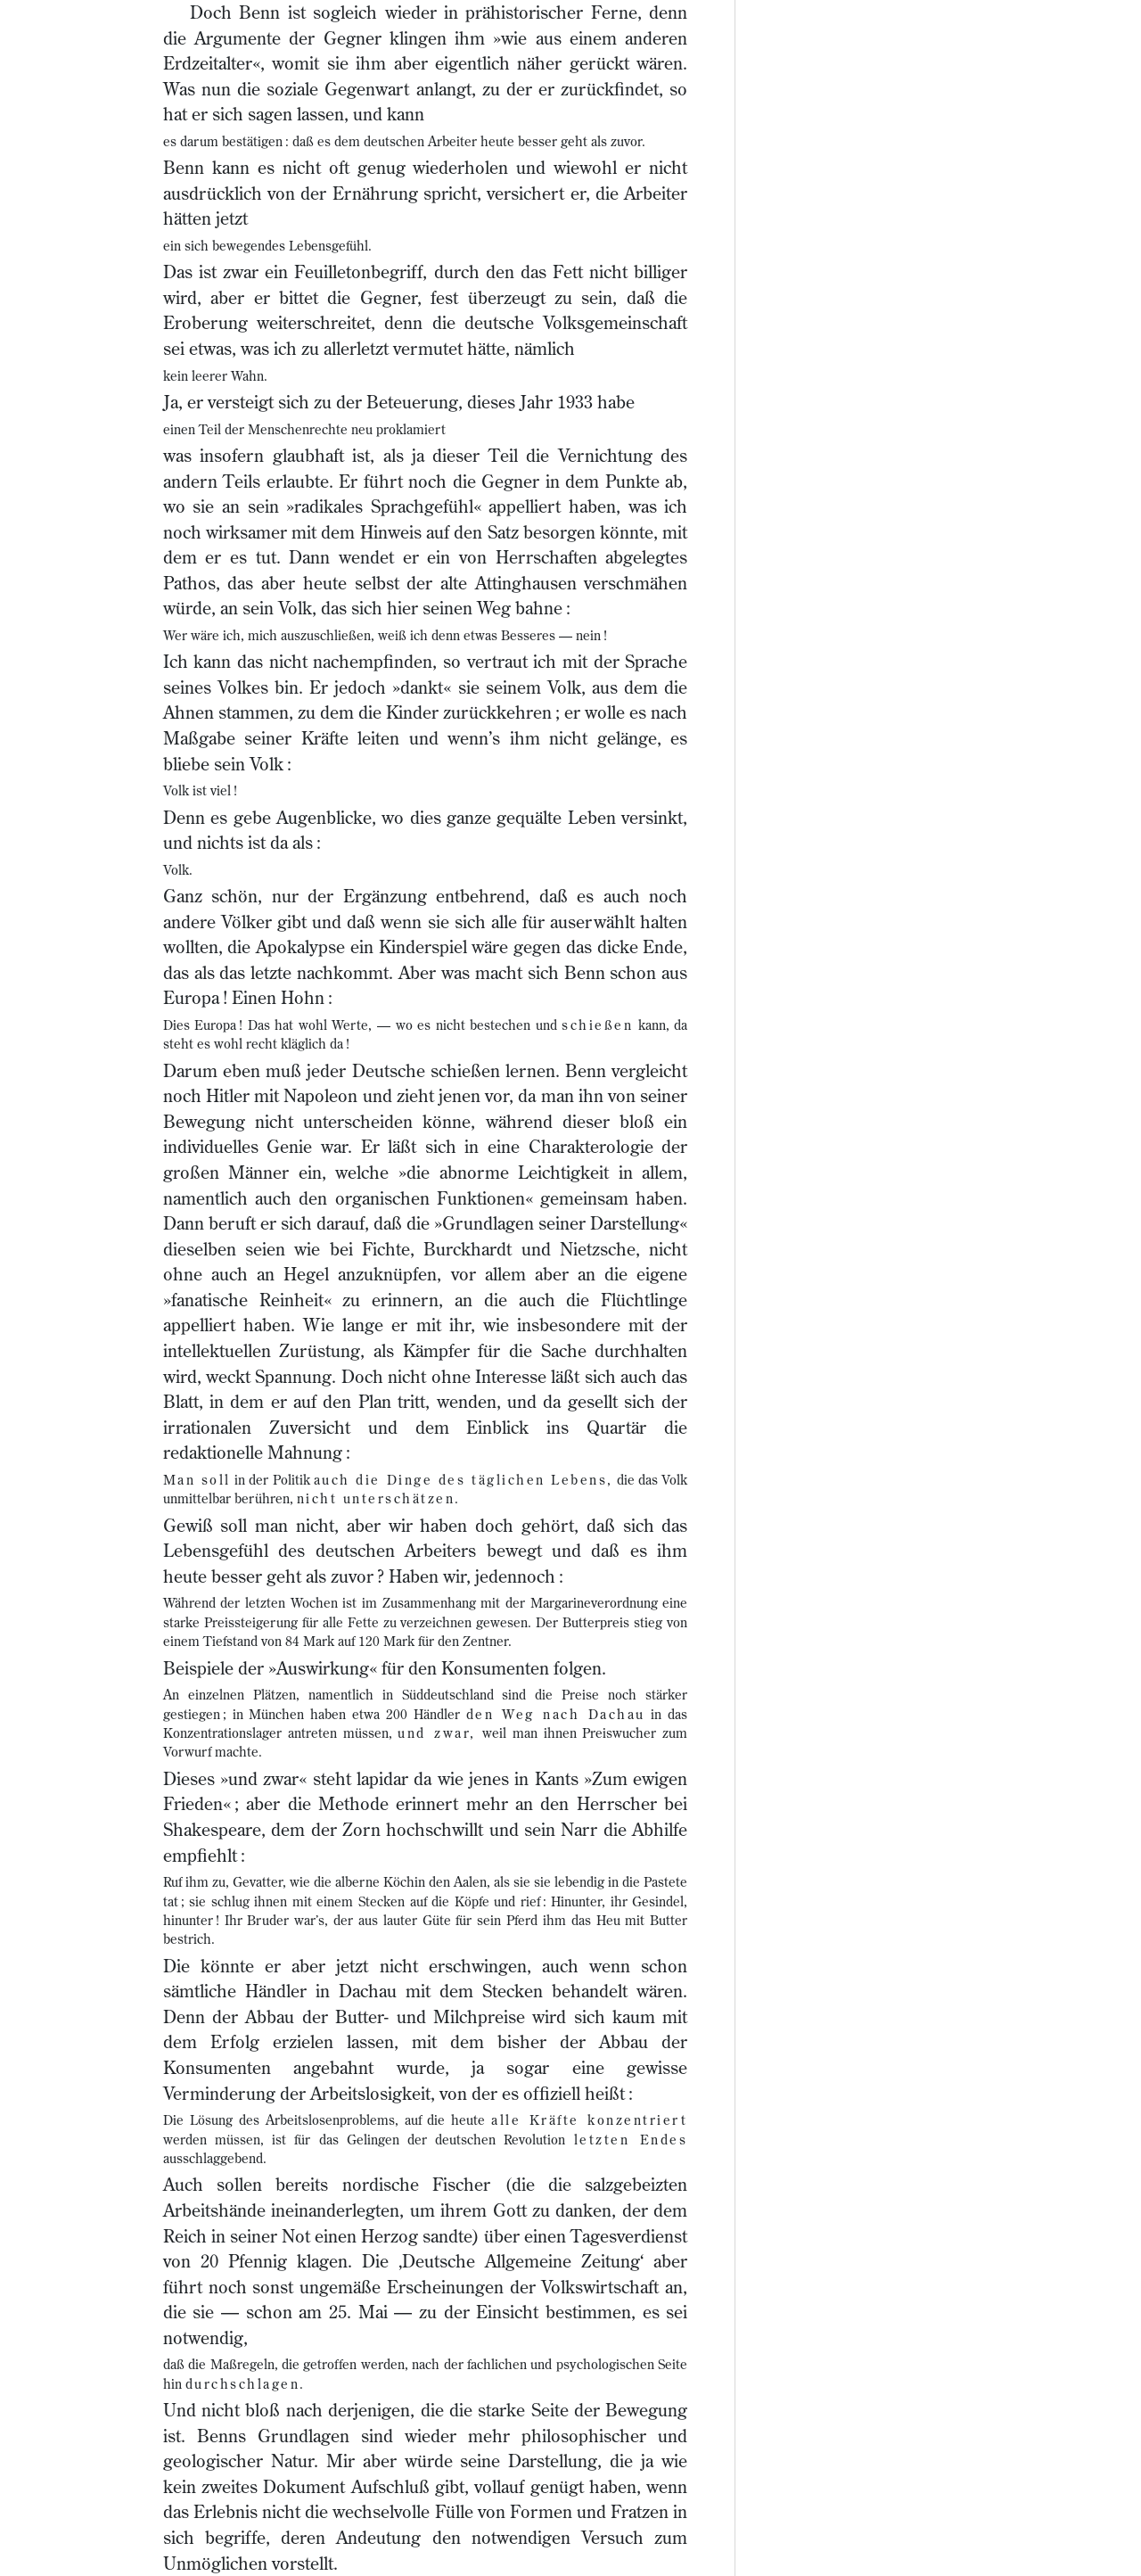 Doch Benn ist sogleich wieder in prähistorischer Ferne, denn
die Argumente der Gegner klingen ihm »wie aus einem anderen
Erdzeitalter«, womit sie ihm aber eigentlich näher gerückt wären.
Was nun die soziale Gegenwart anlangt, zu der er zurückfindet, so
hat er sich sagen lassen, und kann
es darum bestätigen : daß es dem deutschen Arbeiter heute besser geht als zuvor.
Benn kann es nicht oft genug wiederholen und wiewohl er nicht
ausdrücklich von der Ernährung spricht, versichert er, die Arbeiter
hätten jetzt
ein sich bewegendes Lebensgefühl.
Das ist zwar ein Feuilletonbegriff, durch den das Fett nicht billiger
wird, aber er bittet die Gegner, fest überzeugt zu sein, daß die
Eroberung weiterschreitet, denn die deutsche Volksgemeinschaft
sei etwas, was ich zu allerletzt vermutet hätte, nämlich
kein leerer Wahn.
Ja, er versteigt sich zu der Beteuerung, dieses Jahr 1933 habe
einen Teil der Menschenrechte neu proklamiert
was insofern glaubhaft ist, als ja dieser Teil die Vernichtung des
andern Teils erlaubte. Er führt noch die Gegner in dem Punkte ab,
wo sie an sein »radikales Sprachgefühl« appelliert haben, was ich
noch wirksamer mit dem Hinweis auf den Satz besorgen könnte, mit
dem er es tut. Dann wendet er ein von Herrschaften abgelegtes
Pathos, das aber heute selbst der alte Attinghausen verschmähen
würde, an sein Volk, das sich hier seinen Weg bahne :
Wer wäre ich, mich auszuschließen, weiß ich denn etwas Besseres — nein !
Ich kann das nicht nachempfinden, so vertraut ich mit der Sprache
seines Volkes bin. Er jedoch »dankt« sie seinem Volk, aus dem die
Ahnen stammen, zu dem die Kinder zurückkehren ; er wolle es nach
Maßgabe seiner Kräfte leiten und wenn’s ihm nicht gelänge, es
bliebe sein Volk :
Volk ist viel !
Denn es gebe Augenblicke, wo dies ganze gequälte Leben versinkt,
und nichts ist da als :
Volk.
Ganz schön, nur der Ergänzung entbehrend, daß es auch noch
andere Völker gibt und daß wenn sie sich alle für auserwählt halten
wollten, die Apokalypse ein Kinderspiel wäre gegen das dicke Ende,
das als das letzte nachkommt. Aber was macht sich Benn schon aus
Europa ! Einen Hohn :
Dies Europa ! Das hat wohl Werte, — wo es nicht bestechen und schießen kann, da
steht es wohl recht kläglich da !
Darum eben muß jeder Deutsche schießen lernen. Benn vergleicht
noch Hitler mit Napoleon und zieht jenen vor, da man ihn von seiner
Bewegung nicht unterscheiden könne, während dieser bloß ein
individuelles Genie war. Er läßt sich in eine Charakterologie der
großen Männer ein, welche »die abnorme Leichtigkeit in allem,
namentlich auch den organischen Funktionen« gemeinsam haben.
Dann beruft er sich darauf, daß die »Grundlagen seiner Darstellung«
dieselben seien wie bei Fichte, Burckhardt und Nietzsche, nicht
ohne auch an Hegel anzuknüpfen, vor allem aber an die eigene
»fanatische Reinheit« zu erinnern, an die auch die Flüchtlinge
appelliert haben. Wie lange er mit ihr, wie insbesondere mit der
intellektuellen Zurüstung, als Kämpfer für die Sache durchhalten
wird, weckt Spannung. Doch nicht ohne Interesse läßt sich auch das
Blatt, in dem er auf den Plan tritt, wenden, und da gesellt sich der
irrationalen Zuversicht und dem Einblick ins Quartär die
redaktionelle Mahnung :
Man soll in der Politik auch die Dinge des täglichen Lebens, die das Volk
unmittelbar berühren, nicht unterschätzen.
Gewiß soll man nicht, aber wir haben doch gehört, daß sich das
Lebensgefühl des deutschen Arbeiters bewegt und daß es ihm
heute besser geht als zuvor ? Haben wir, jedennoch :
Während der letzten Wochen ist im Zusammenhang mit der Margarineverordnung eine
starke Preissteigerung für alle Fette zu verzeichnen gewesen. Der Butterpreis stieg von
einem Tiefstand von 84 Mark auf 120 Mark für den Zentner.
Beispiele der »Auswirkung« für den Konsumenten folgen.
An einzelnen Plätzen, namentlich in Süddeutschland sind die Preise noch stärker
gestiegen ; in München haben etwa 200 Händler den Weg nach Dachau in das
Konzentrationslager antreten müssen, und zwar, weil man ihnen Preiswucher zum
Vorwurf machte.
Dieses »und zwar« steht lapidar da wie jenes in Kants »Zum ewigen
Frieden« ; aber die Methode erinnert mehr an den Herrscher bei
Shakespeare, dem der Zorn hochschwillt und sein Narr die Abhilfe
empfiehlt :
Ruf ihm zu, Gevatter, wie die alberne Köchin den Aalen, als sie sie lebendig in die Pastete
tat ; sie schlug ihnen mit einem Stecken auf die Köpfe und rief : Hinunter, ihr Gesindel,
hinunter ! Ihr Bruder war’s, der aus lauter Güte für sein Pferd ihm das Heu mit Butter
bestrich.
Die könnte er aber jetzt nicht erschwingen, auch wenn schon
sämtliche Händler in Dachau mit dem Stecken behandelt wären.
Denn der Abbau der Butter- und Milchpreise wird sich kaum mit
dem Erfolg erzielen lassen, mit dem bisher der Abbau der
Konsumenten angebahnt wurde, ja sogar eine gewisse
Verminderung der Arbeitslosigkeit, von der es offiziell heißt :
Die Lösung des Arbeitslosenproblems, auf die heute alle Kräfte konzentriert
werden müssen, ist für das Gelingen der deutschen Revolution letzten Endes
ausschlaggebend.
Auch sollen bereits nordische Fischer (die die salzgebeizten
Arbeitshände ineinanderlegten, um ihrem Gott zu danken, der dem
Reich in seiner Not einen Herzog sandte) über einen Tagesverdienst
von 20 Pfennig klagen. Die ‚Deutsche Allgemeine Zeitung‘ aber
führt noch sonst ungemäße Erscheinungen der Volkswirtschaft an,
die sie — schon am 25. Mai — zu der Einsicht bestimmen, es sei
notwendig,
daß die Maßregeln, die getroffen werden, nach der fachlichen und psychologischen Seite
hin durchschlagen.
Und nicht bloß nach derjenigen, die die starke Seite der Bewegung
ist. Benns Grundlagen sind wieder mehr philosophischer und
geologischer Natur. Mir aber würde seine Darstellung, die ja wie
kein zweites Dokument Aufschluß gibt, vollauf genügt haben, wenn
das Erlebnis nicht die wechselvolle Fülle von Formen und Fratzen in
sich begriffe, deren Andeutung den notwendigen Versuch zum
Unmöglichen vorstellt.